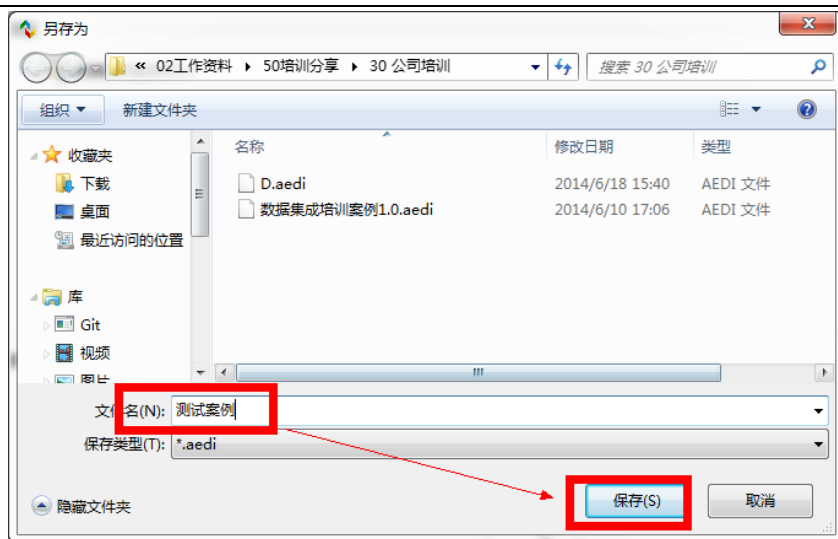 另存为
« 02工作资料 ▸ 50培训分享 ▸ 30 公司培训
搜索 30 公司培训
组织 ▼ 新建文件夹
名称 修改日期 类型
收藏夹
下载
桌面
最近访问的位置
D.aedi 2014/6/18 15:40 AEDI 文件
数据集成培训案例1.0.aedi 2014/6/10 17:06 AEDI 文件
库
Git
视频
图片
文件名(N): 测试案例
保存类型(T): *.aedi
隐藏文件夹
保存(S) 取消